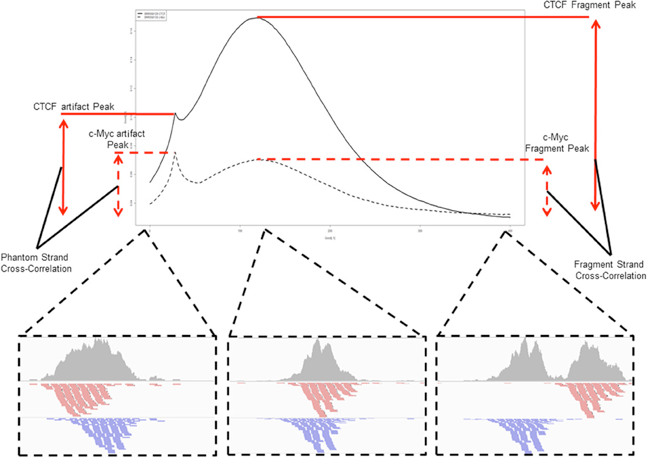 CTCF Fragment Peak
CTCF artifact Peak
c-Myc artifact
Peak
c-Myc
Fragment Peak
Phantom Strand
Cross-Correlation
Fragment Strand
Cross-Correlation